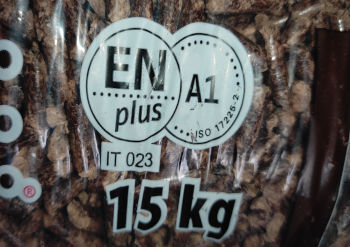 EN
plus
A1
ISO 17225-2
IT 023
15 kg
®